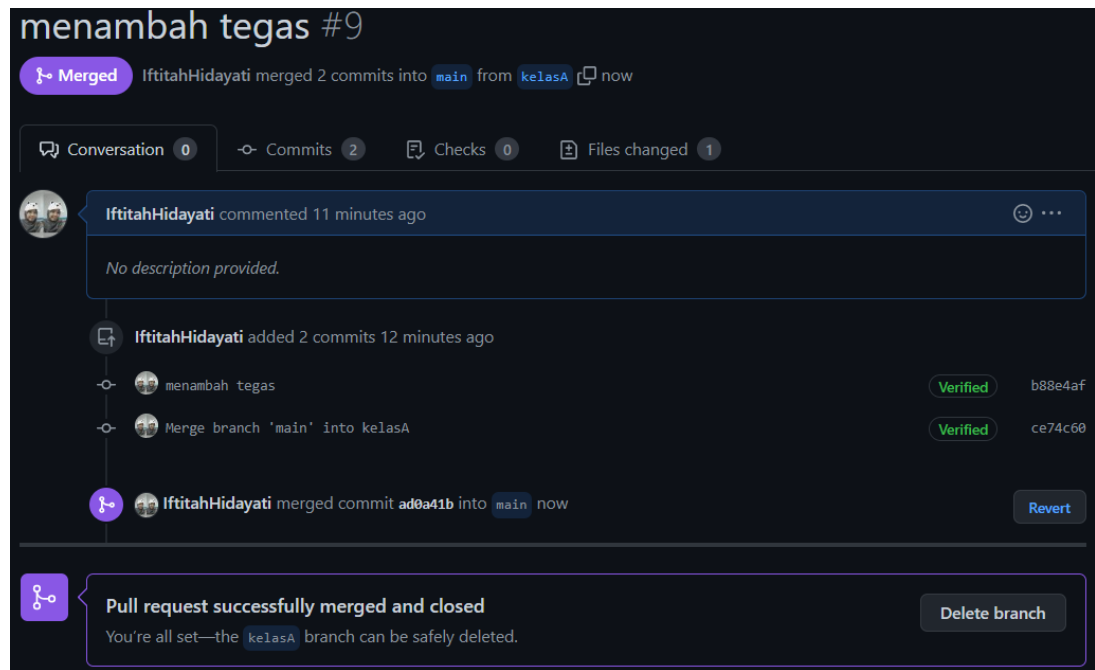 menambah tegas #9
Merged IftitahHidayati merged 2 commits into main from kelasA now
Conversation 0 Commits 2 Checks 0 Files changed 1
IftitahHidayati commented 11 minutes ago
No description provided.
IftitahHidayati added 2 commits 12 minutes ago
menambah tegas Verified b88e4af
Merge branch 'main' into kelasA Verified ce74c60
IftitahHidayati merged commit ad0a41b into main now Revert
Pull request successfully merged and closed
You're all set—the kelasA branch can be safely deleted. Delete branch